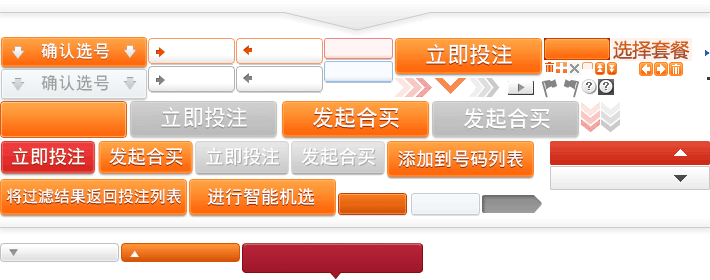 确认选号
立即投注
选择套餐
确认选号
立即投注
发起合买
发起合买
立即投注
发起合买
立即投注
发起合买
添加到号码列表
将过滤结果返回投注列表
进行智能机选